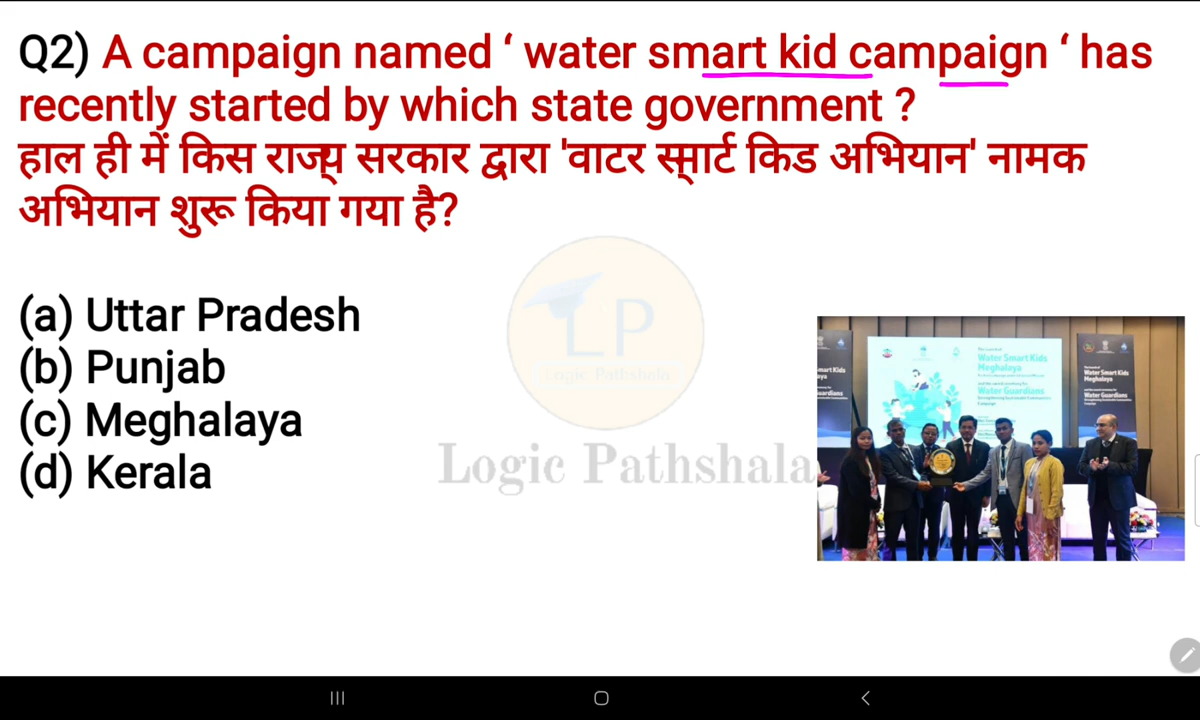 Q2) A campaign named ‘ water smart kid campaign ‘ has
recently started by which state government ?
हाल ही में किस राज्य सरकार द्वारा 'वाटर स्मार्ट किड अभियान' नामक
अभियान शुरू किया गया है?
(a) Uttar Pradesh
(b) Punjab
(c) Meghalaya
(d) Kerala
LP
Logic Pathshala
Logic Pathshala
Water Smart Kids
Meghalaya
Water Guardians
Water Smart Kids
Meghalaya
Water Guardians